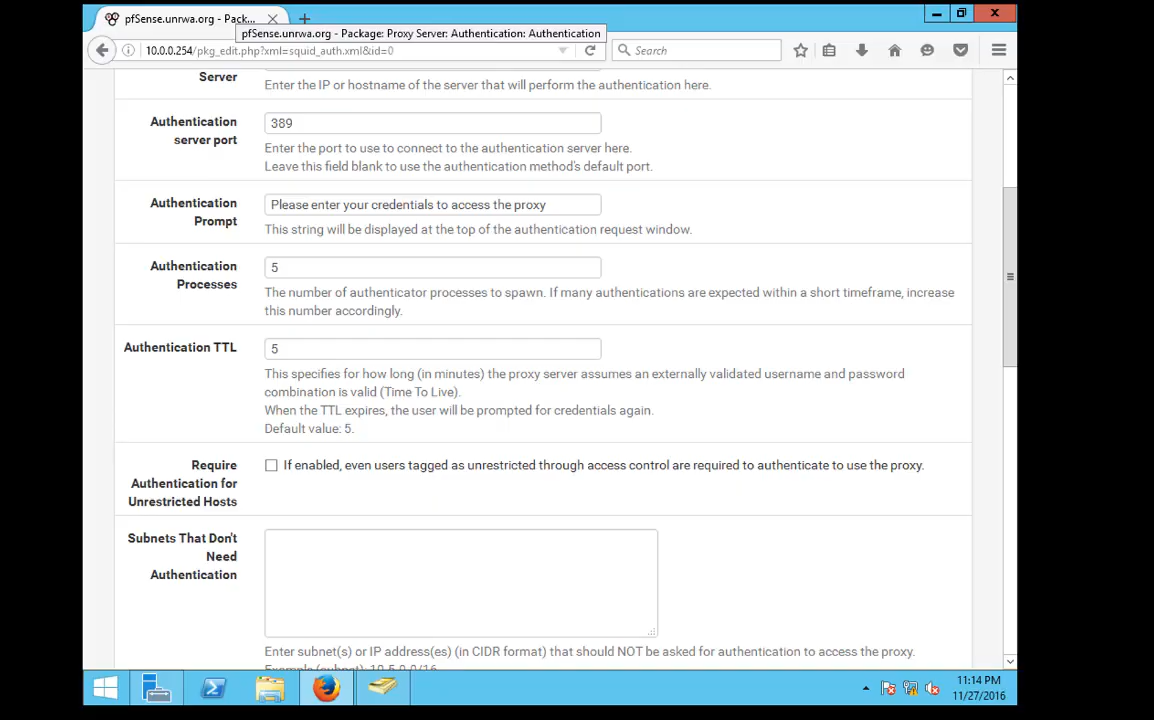 pfSense.unrwa.org - Pack...
pfSense.unrwa.org - Package: Proxy Server: Authentication: Authentication
10.0.0.254/pkg_edit.php?xml=squid_auth.xml&id=0
Search
Server
Enter the IP or hostname of the server that will perform the authentication here.
Authentication
server port
389
Enter the port to use to connect to the authentication server here.
Leave this field blank to use the authentication method's default port.
Authentication
Prompt
Please enter your credentials to access the proxy
This string will be displayed at the top of the authentication request window.
Authentication
Processes
5
The number of authenticator processes to spawn. If many authentications are expected within a short timeframe, increase
this number accordingly.
Authentication TTL
5
This specifies for how long (in minutes) the proxy server assumes an externally validated username and password
combination is valid (Time To Live).
When the TTL expires, the user will be prompted for credentials again.
Default value: 5.
Require
Authentication for
Unrestricted Hosts
If enabled, even users tagged as unrestricted through access control are required to authenticate to use the proxy.
Subnets That Don't
Need
Authentication
Enter subnet(s) or IP address(es) (in CIDR format) that should NOT be asked for authentication to access the proxy.
Example (subnet): 10.5.0.0/16
11:14 PM
11/27/2016